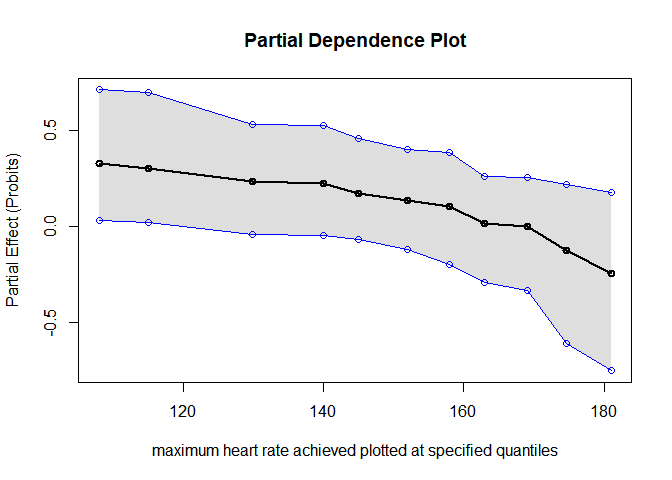 Partial Dependence Plot
Partial Effect (Probits)
0.5
0.0
-0.5
120
140
160
180
maximum heart rate achieved plotted at specified quantiles